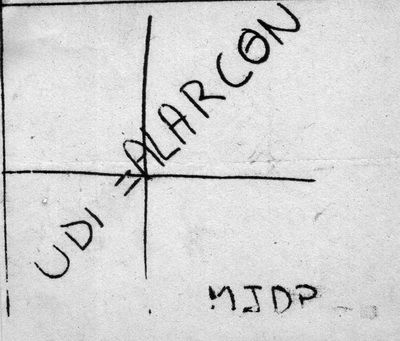 UDI = ALARCON
MJDP